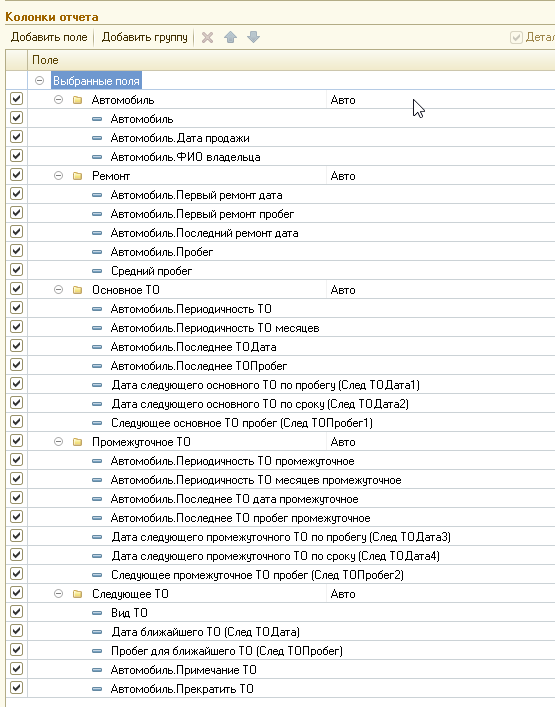 Колонки отчета
Добавить поле Добавить группу Детал
Поле
Выбранные поля
Автомобиль Авто
Автомобиль
Автомобиль.Дата продажи
Автомобиль.ФИО владельца
Ремонт Авто
Автомобиль.Первый ремонт дата
Автомобиль.Первый ремонт пробег
Автомобиль.Последний ремонт дата
Автомобиль.Пробег
Средний пробег
Основное ТО Авто
Автомобиль.Периодичность ТО
Автомобиль.Периодичность ТО месяцев
Автомобиль.Последнее ТОДата
Автомобиль.Последнее ТОПробег
Дата следующего основного ТО по пробегу (След ТОДата1)
Дата следующего основного ТО по сроку (След ТОДата2)
Следующее основное ТО пробег (След ТОПробег1)
Промежуточное ТО Авто
Автомобиль.Периодичность ТО промежуточное
Автомобиль.Периодичность ТО месяцев промежуточное
Автомобиль.Последнее ТО дата промежуточное
Автомобиль.Последнее ТО пробег промежуточное
Дата следующего промежуточного ТО по пробегу (След ТОДата3)
Дата следующего промежуточного ТО по сроку (След ТОДата4)
Следующее промежуточное ТО пробег (След ТОПробег2)
Следующее ТО Авто
Вид ТО
Дата ближайшего ТО (След ТОДата)
Пробег для ближайшего ТО (След ТОПробег)
Автомобиль.Примечание ТО
Автомобиль.Прекратить ТО